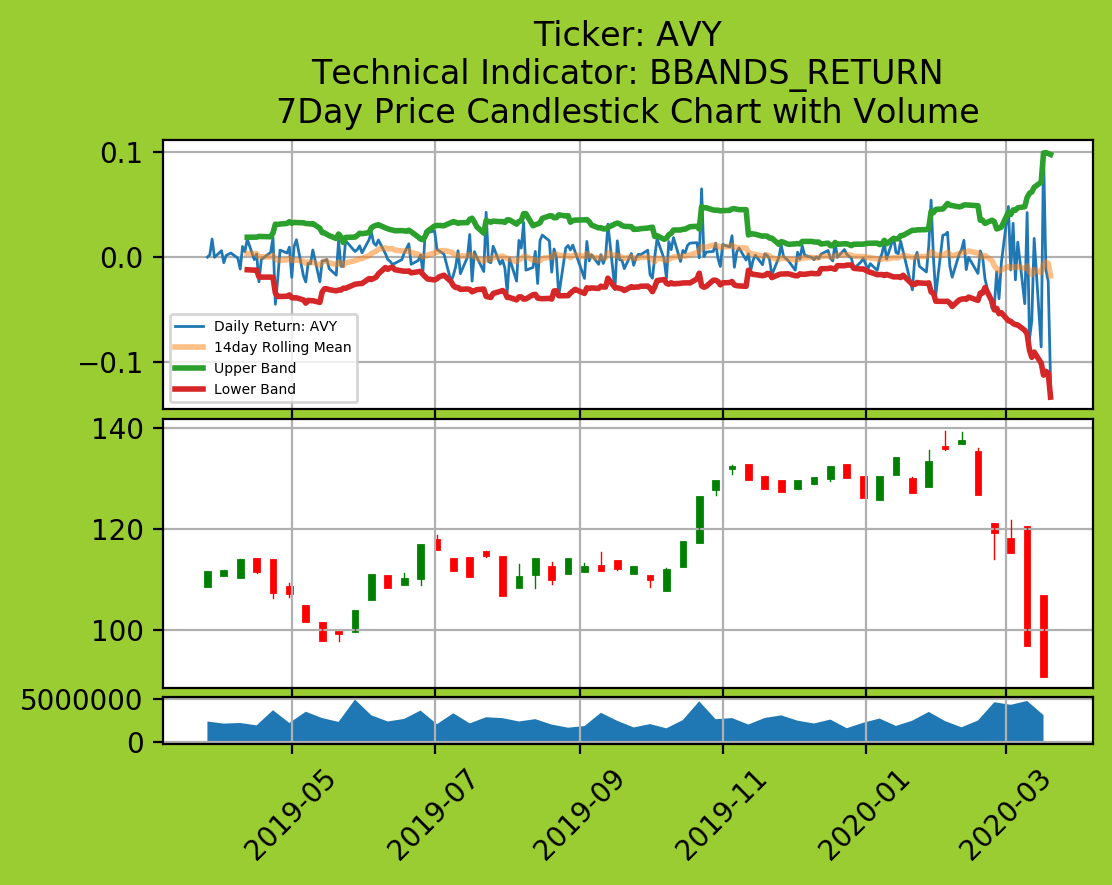 Ticker: AVY
Technical Indicator: BBANDS_RETURN
7Day Price Candlestick Chart with Volume
0.1
0.0
−0.1
Daily Return: AVY
14day Rolling Mean
Upper Band
Lower Band
140
120
100
5000000
0
2019-05
2019-07
2019-09
2019-11
2020-01
2020-03